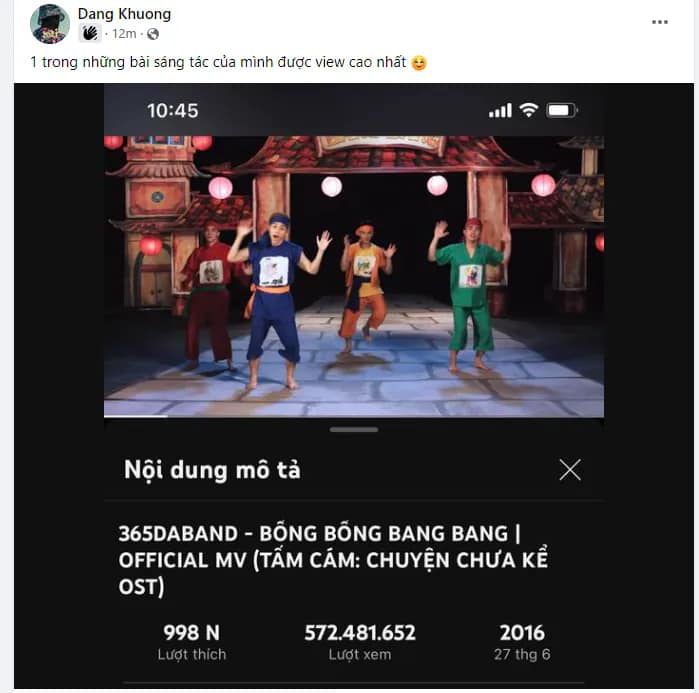 Dang Khuong
· 12m ·
1 trong những bài sáng tác của mình được view cao nhất 😊
10:45
Nội dung mô tả
365DABAND - BỐNG BỐNG BANG BANG |
OFFICIAL MV (TẤM CÁM: CHUYỆN CHƯA KỂ
OST)
998 N 572.481.652 2016
Lượt thích Lượt xem 27 thg 6